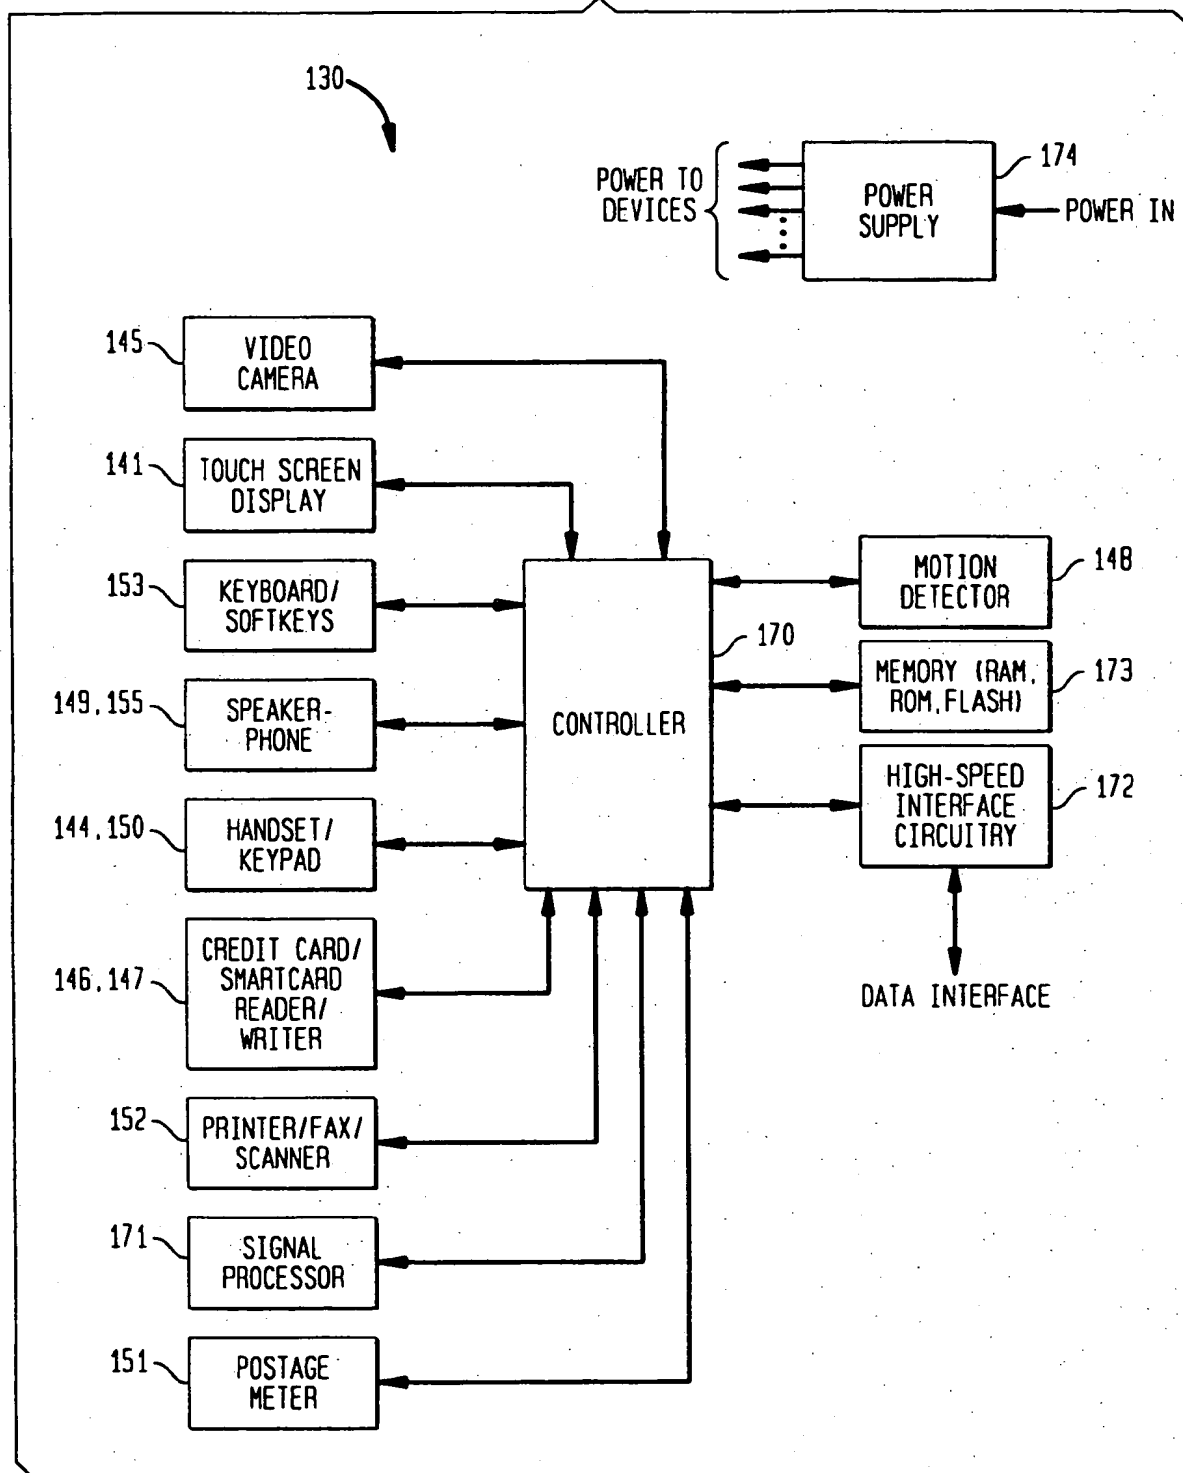 130
POWER TO
DEVICES
POWER
SUPPLY
174
POWER IN
145
VIDEO
CAMERA
141
TOUCH SCREEN
DISPLAY
153
KEYBOARD/
SOFTKEYS
149,155
SPEAKER-
PHONE
144,150
HANDSET/
KEYPAD
146,147
CREDIT CARD/
SMARTCARD
READER/
WRITER
152
PRINTER/FAX/
SCANNER
171
SIGNAL
PROCESSOR
151
POSTAGE
METER
CONTROLLER
170
MOTION
DETECTOR
148
MEMORY (RAM,
ROM,FLASH)
173
HIGH-SPEED
INTERFACE
CIRCUITRY
172
DATA INTERFACE